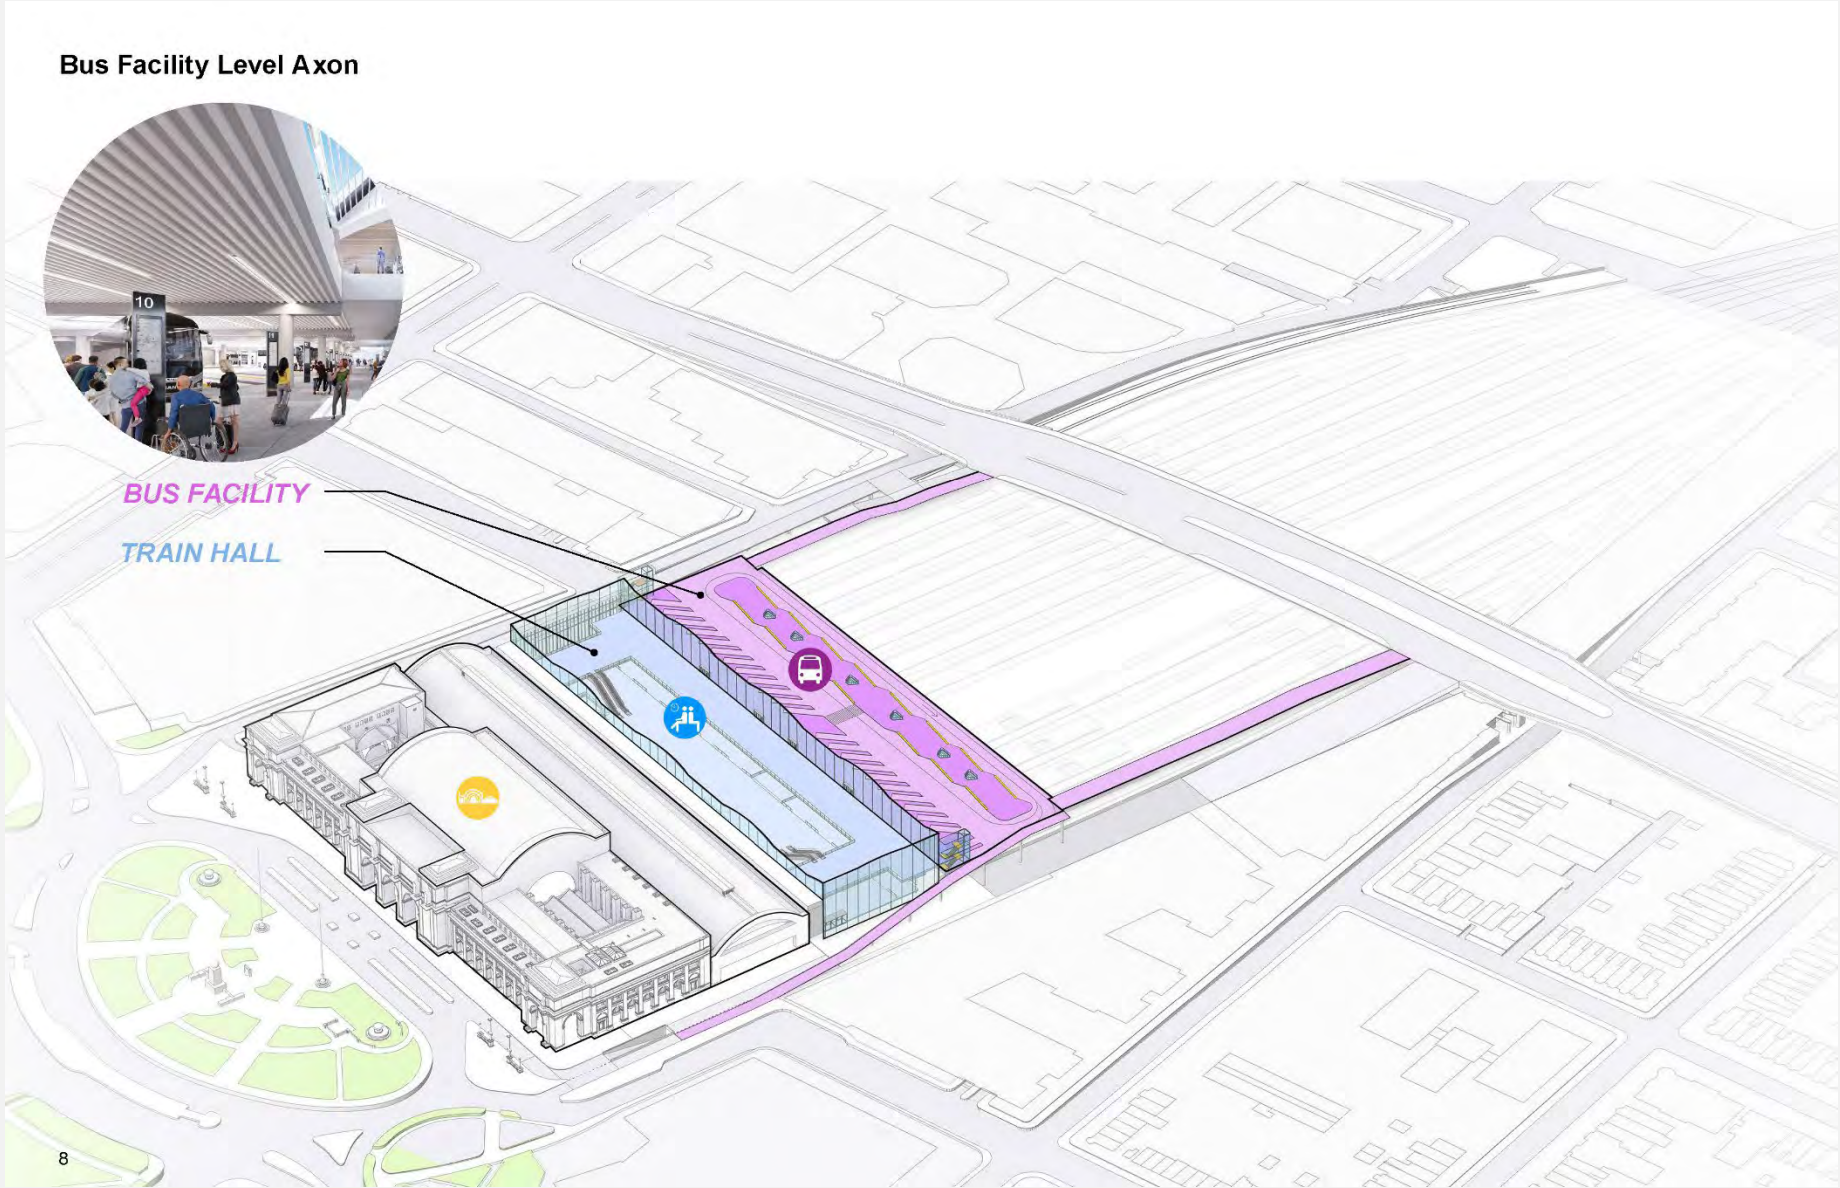 Bus Facility Level Axon
10
BUS FACILITY
TRAIN HALL
8